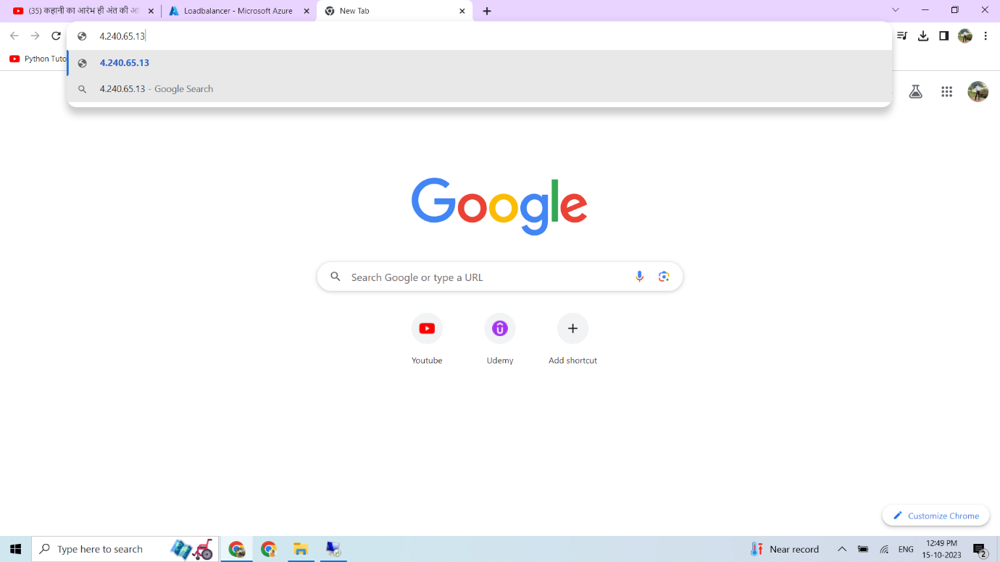 (35) कहानी का आरंभ ही अंत की
Loadbalancer - Microsoft Azure
New Tab
4.240.65.13
Python Tuto
4.240.65.13
4.240.65.13 - Google Search
Google
Search Google or type a URL
Youtube
Udemy
Add shortcut
Customize Chrome
Type here to search
Near record
ENG
12:49 PM
15-10-2023
2